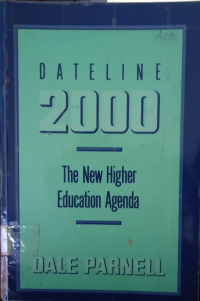 DATELINE
2000
The New Higher
Education Agenda
DALE PARNELL